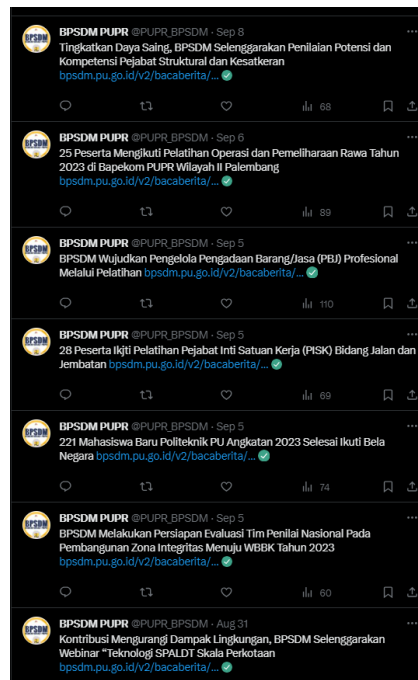 BPSDM PUPR @PUPR_BPSDM · Sep 8
Tingkatkan Daya Saing, BPSDM Selenggarakan Penilaian Potensi dan
Kompetensi Pejabat Struktural dan Kesatkeran
bpsdm.pu.go.id/v2/bacaberita/...
68
BPSDM PUPR @PUPR_BPSDM · Sep 6
25 Peserta Mengikuti Pelatihan Operasi dan Pemeliharaan Rawa Tahun
2023 di Bapekom PUPR Wilayah II Palembang
bpsdm.pu.go.id/v2/bacaberita/...
89
BPSDM PUPR @PUPR_BPSDM · Sep 5
BPSDM Wujudkan Pengelola Pengadaan Barang/Jasa (PBJ) Profesional
Melalui Pelatihan bpsdm.pu.go.id/v2/bacaberita/...
110
BPSDM PUPR @PUPR_BPSDM · Sep 5
28 Peserta Ikjti Pelatihan Pejabat Inti Satuan Kerja (PISK) Bidang Jalan dan
Jembatan bpsdm.pu.go.id/v2/bacaberita/...
69
BPSDM PUPR @PUPR_BPSDM · Sep 5
221 Mahasiswa Baru Politeknik PU Angkatan 2023 Selesai Ikuti Bela
Negara bpsdm.pu.go.id/v2/bacaberita/...
74
BPSDM PUPR @PUPR_BPSDM · Sep 5
BPSDM Melakukan Persiapan Evaluasi Tim Penilai Nasional Pada
Pembangunan Zona Integritas Menuju WBBK Tahun 2023
bpsdm.pu.go.id/v2/bacaberita/...
60
BPSDM PUPR @PUPR_BPSDM · Aug 31
Kontribusi Mengurangi Dampak Lingkungan, BPSDM Selenggarakan
Webinar “Teknologi SPALDT Skala Perkotaan
bpsdm.pu.go.id/v2/bacaberita/...